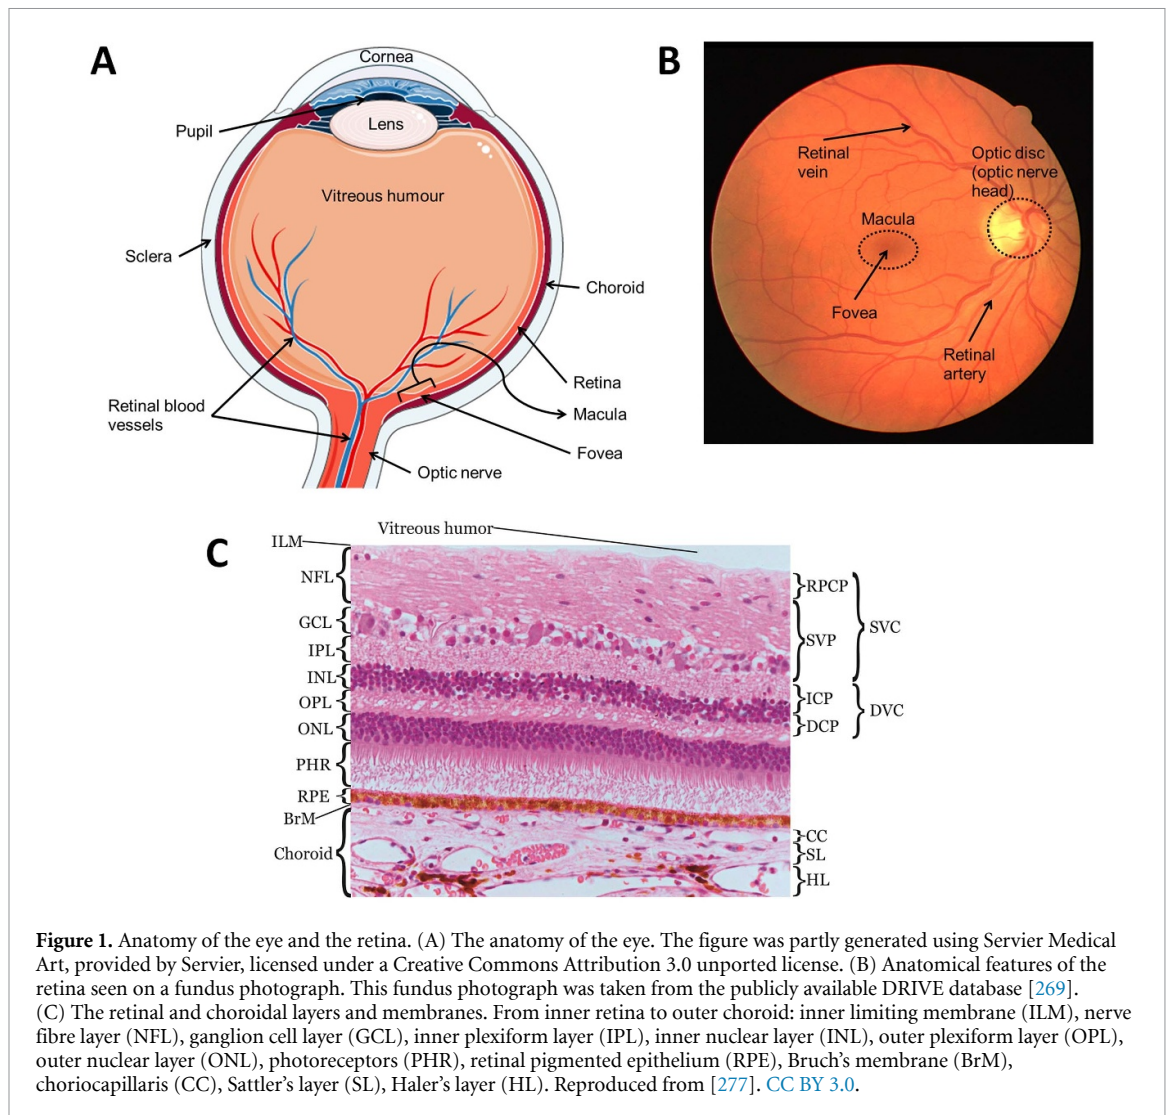 A
Cornea
Pupil
Lens
Vitreous humour
Sclera
Choroid
Retina
Retinal blood
vessels
Macula
Fovea
Optic nerve
B
Retinal
vein
Optic disc
(optic nerve
head)
Macula
Fovea
Retinal
artery
C
Vitreous humor
ILM
NFL
GCL
IPL
INL
OPL
ONL
PHR
RPE
BrM
Choroid
RPCP
SVP
SVC
ICP
DCP
DVC
CC
SL
HL
Figure 1. Anatomy of the eye and the retina. (A) The anatomy of the eye. The figure was partly generated using Servier Medical
Art, provided by Servier, licensed under a Creative Commons Attribution 3.0 unported license. (B) Anatomical features of the
retina seen on a fundus photograph. This fundus photograph was taken from the publicly available DRIVE database [269].
(C) The retinal and choroidal layers and membranes. From inner retina to outer choroid: inner limiting membrane (ILM), nerve
fibre layer (NFL), ganglion cell layer (GCL), inner plexiform layer (IPL), inner nuclear layer (INL), outer plexiform layer (OPL),
outer nuclear layer (ONL), photoreceptors (PHR), retinal pigmented epithelium (RPE), Bruch's membrane (BrM),
choriocapillaris (CC), Sattler's layer (SL), Haler's layer (HL). Reproduced from [277]. CC BY 3.0.